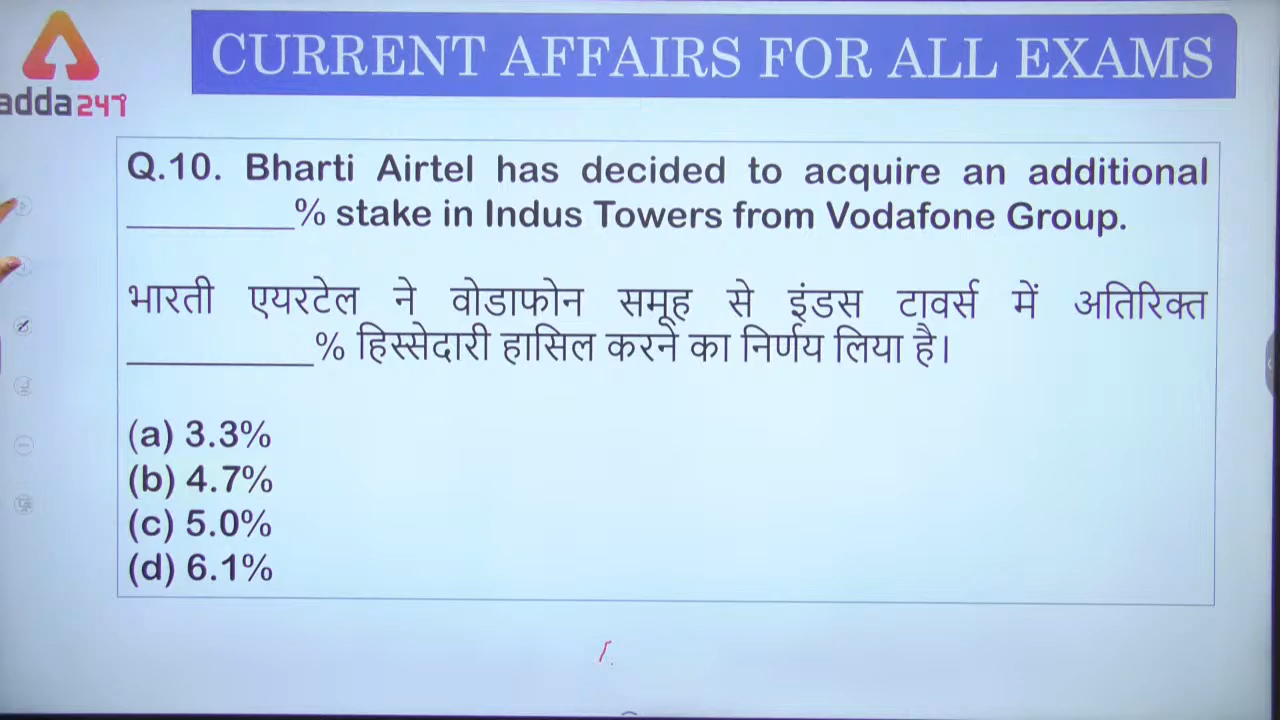 CURRENT AFFAIRS FOR ALL EXAMS
adda247
Q.10. Bharti Airtel has decided to acquire an additional
_________% stake in Indus Towers from Vodafone Group.
भारती एयरटेल ने वोडाफोन समूह से इंडस टावर्स में अतिरिक्त
__________% हिस्सेदारी हासिल करने का निर्णय लिया है।
(a) 3.3%
(b) 4.7%
(c) 5.0%
(d) 6.1%